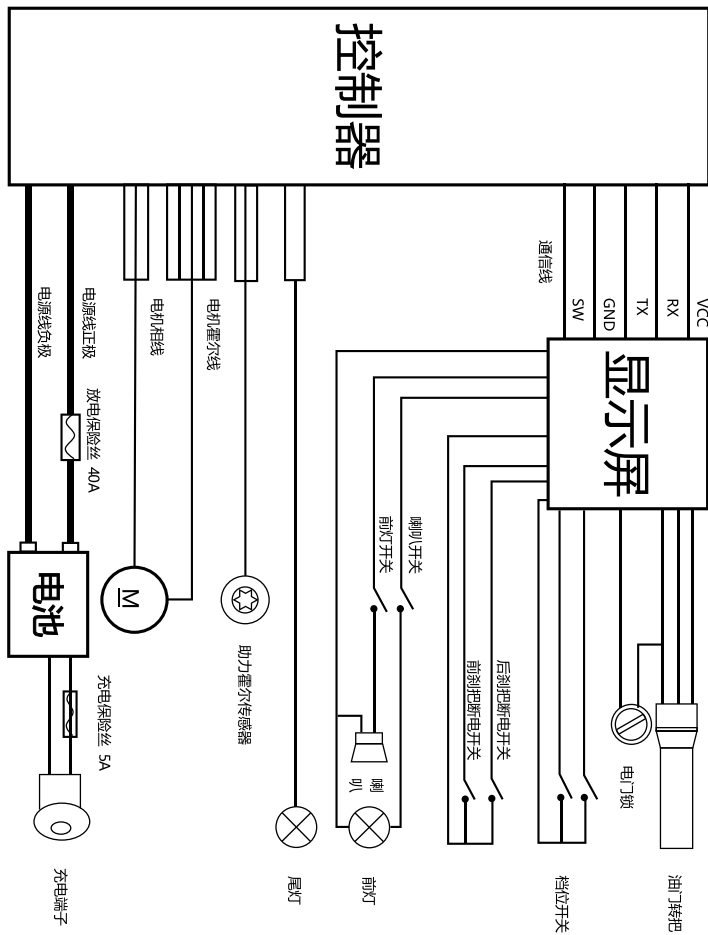 控制器
通信线
SW
GND
TX
RX
VCC
电源线负极
电源线正极
电机相线
电机霍尔线
显示屏
放电保险丝 40A
前灯开关
喇叭开关
电池
M
助力霍尔传感器
前刹把断电开关
后刹把断电开关
充电保险丝 5A
喇叭
电门锁
充电端子
尾灯
前灯
档位开关
油门转把